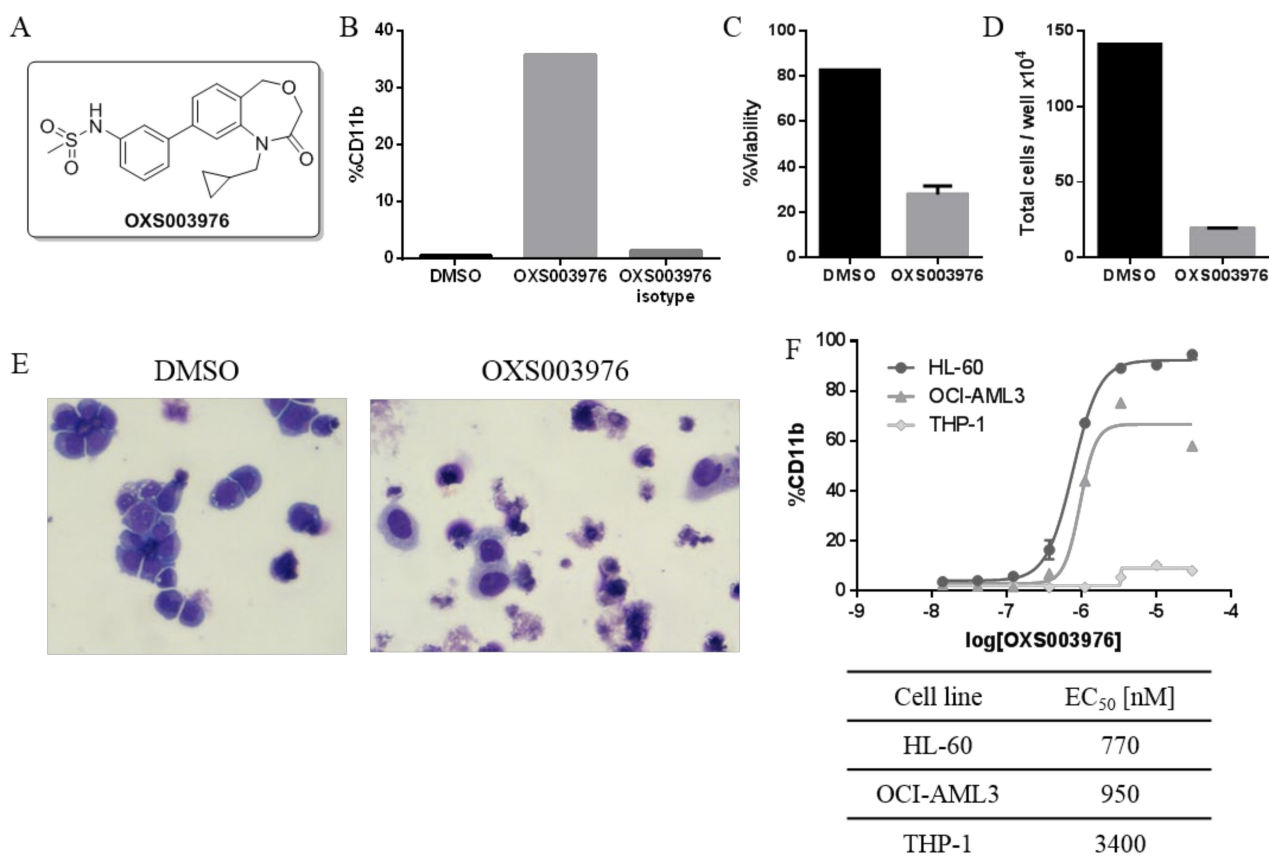 A
H
N
O
S
O
O
N
O
OXS003976
B
%CD11b
40
30
20
10
0
DMSO
OXS003976
OXS003976
isotype
C
%Viability
100
80
60
40
20
0
DMSO
OXS003976
D
Total cells / well x10⁴
150
100
50
0
DMSO
OXS003976
E
DMSO
OXS003976
F
%CD11b
100
80
60
40
20
0
HL-60
OCI-AML3
THP-1
-9 -8 -7 -6 -5 -4
log[OXS003976]
Cell line EC₅₀ [nM]
HL-60 770
OCI-AML3 950
THP-1 3400